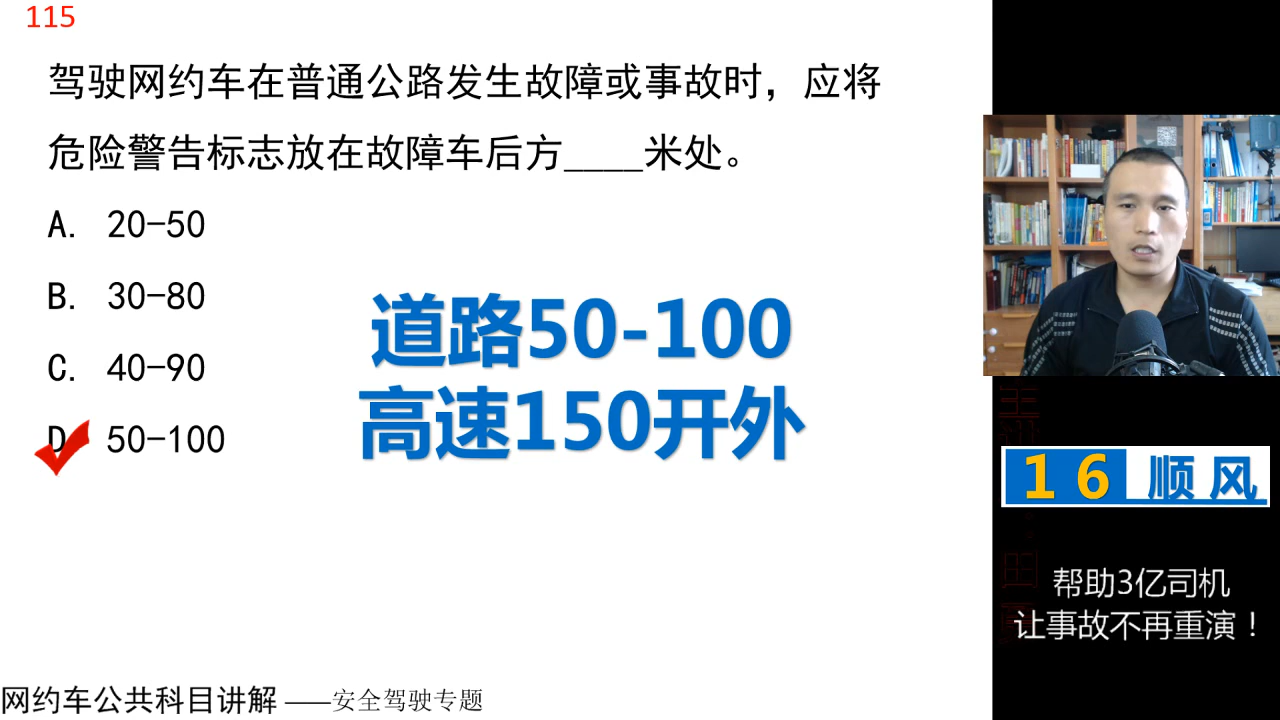 115
驾驶网约车在普通公路发生故障或事故时，应将
危险警告标志放在故障车后方____米处。
A. 20-50
B. 30-80
C. 40-90
D 50-100
道路50-100
高速150开外
16顺风
帮助3亿司机
让事故不再重演！
网约车公共科目讲解 ——安全驾驶专题